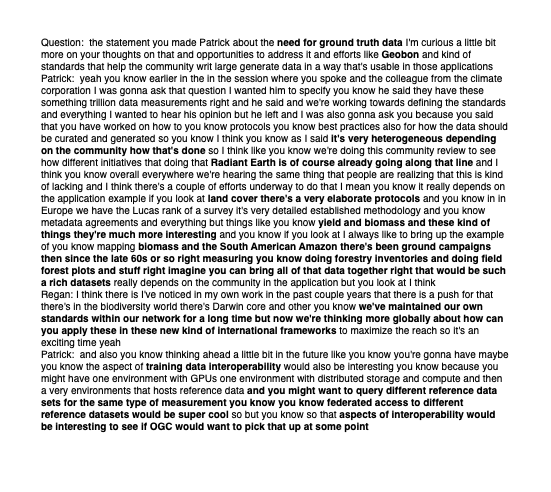 Question:  the statement you made Patrick about the need for ground truth data I'm curious a little bit
more on your thoughts on that and opportunities to address it and efforts like Geobon and kind of
standards that help the community writ large generate data in a way that's usable in those applications
Patrick:  yeah you know earlier in the in the session where you spoke and the colleague from the climate
corporation I was gonna ask that question I wanted him to specify you know he said they have these
something trillion data measurements right and he said and we're working towards defining the standards
and everything I wanted to hear his opinion but he left and I was also gonna ask you because you said
that you have worked on how to you know protocols you know best practices also for how the data should
be curated and generated so you know I think you know as I said it's very heterogeneous depending
on the community how that's done so I think like you know we're doing this community review to see
how different initiatives that doing that Radiant Earth is of course already going along that line and I
think you know overall everywhere we're hearing the same thing that people are realizing that this is kind
of lacking and I think there's a couple of efforts underway to do that I mean you know it really depends on
the application example if you look at land cover there's a very elaborate protocols and you know in in
Europe we have the Lucas rank of a survey it's very detailed established methodology and you know
metadata agreements and everything but things like you know yield and biomass and these kind of
things they're much more interesting and you know if you look at I always like to bring up the example
of you know mapping biomass and the South American Amazon there's been ground campaigns
then since the late 60s or so right measuring you know doing forestry inventories and doing field
forest plots and stuff right imagine you can bring all of that data together right that would be such
a rich datasets really depends on the community in the application but you look at I think
Regan: I think there is I've noticed in my own work in the past couple years that there is a push for that
there's in the biodiversity world there's Darwin core and other you know we've maintained our own
standards within our network for a long time but now we're thinking more globally about how can
you apply these in these new kind of international frameworks to maximize the reach so it's an
exciting time yeah
Patrick:  and also you know thinking ahead a little bit in the future like you know you're gonna have maybe
you know the aspect of training data interoperability would also be interesting you know because you
might have one environment with GPUs one environment with distributed storage and compute and then
a very environments that hosts reference data and you might want to query different reference data
sets for the same type of measurement you know you know federated access to different
reference datasets would be super cool so but you know so that aspects of interoperability would
be interesting to see if OGC would want to pick that up at some point